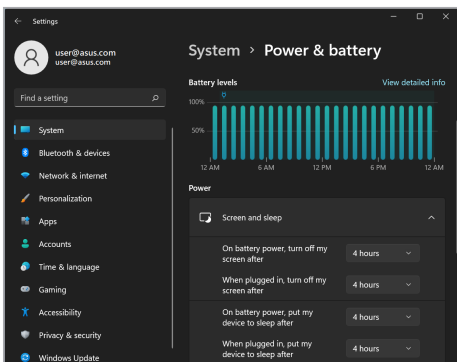 Settings
user@asus.com
user@asus.com
Find a setting
System
Bluetooth & devices
Network & internet
Personalization
Apps
Accounts
Time & language
Gaming
Accessibility
Privacy & security
Windows Update
System > Power & battery
Battery levels
View detailed info
100%
50%
12 AM 6 AM 12 PM 6 PM 12 AM
Power
Screen and sleep
On battery power, turn off my
screen after
4 hours
When plugged in, turn off my
screen after
4 hours
On battery power, put my
device to sleep after
4 hours
When plugged in, put my
device to sleep after
4 hours